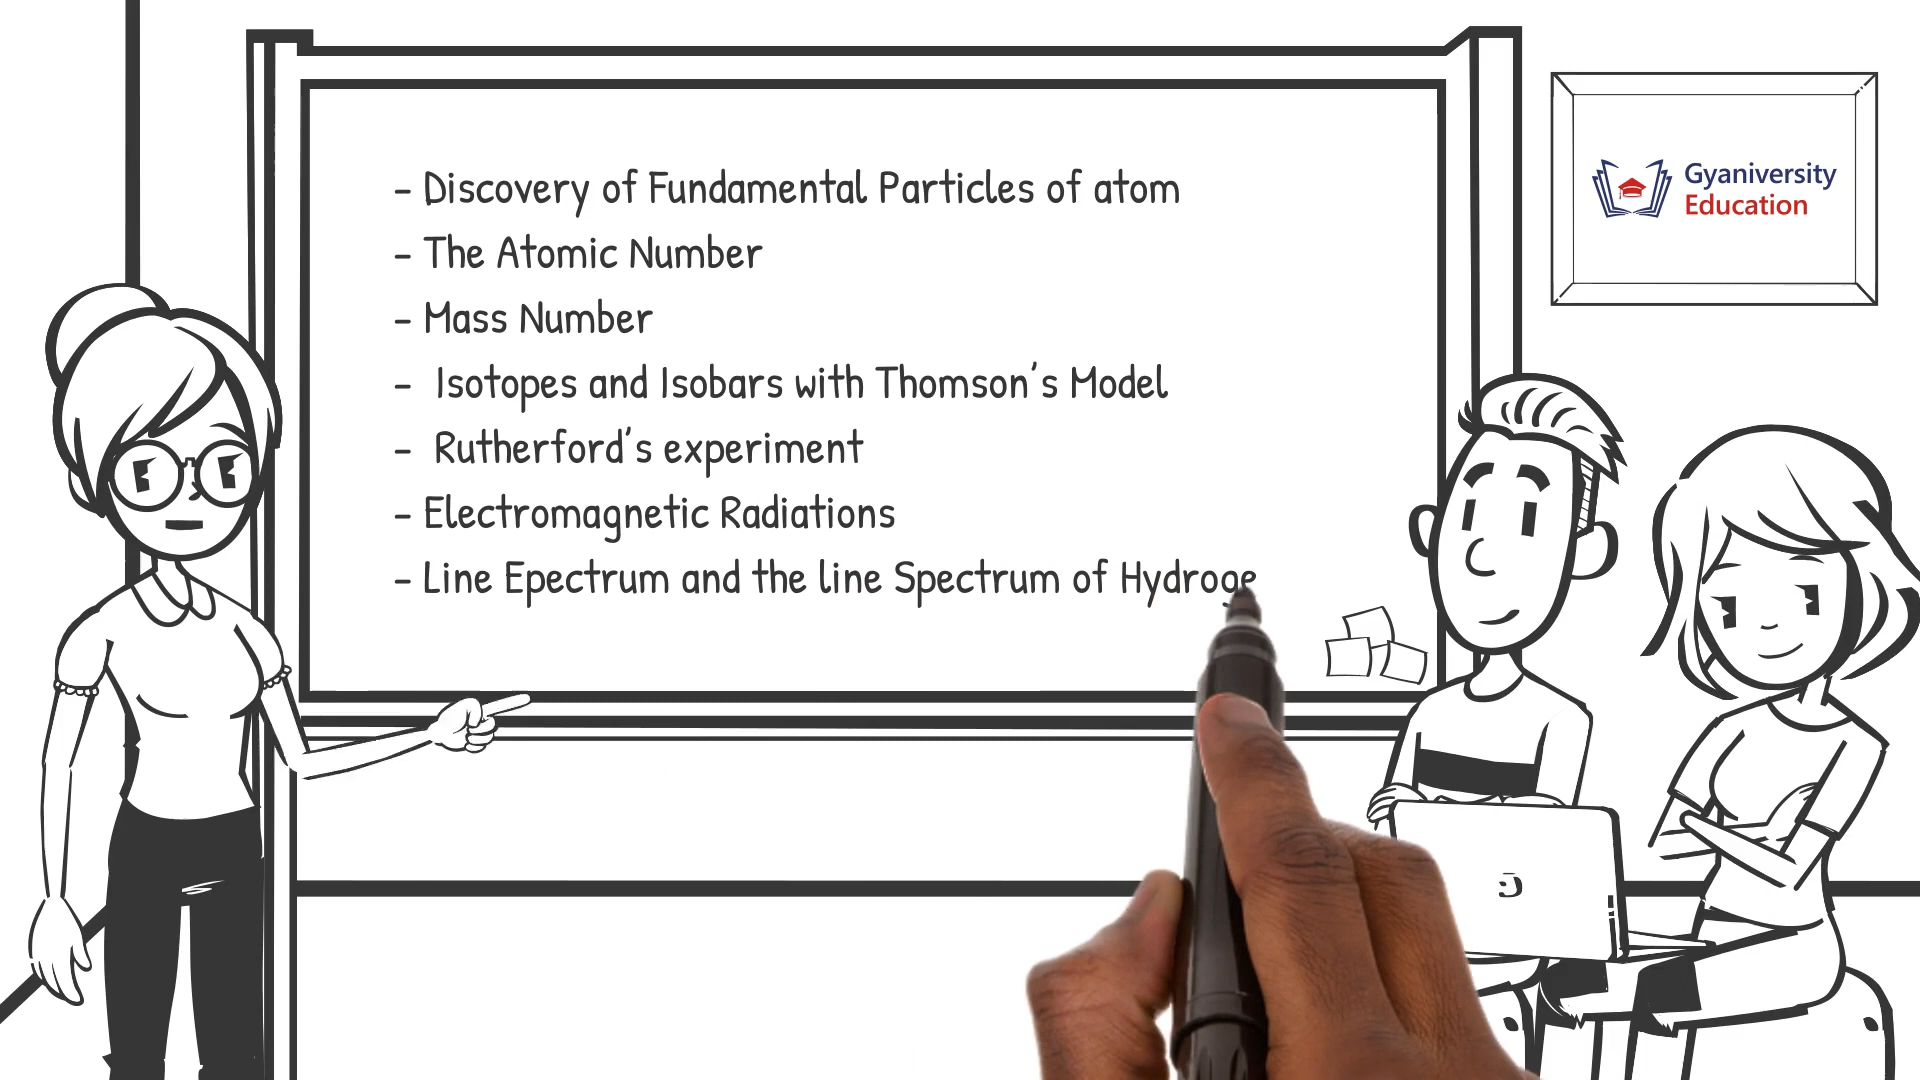 - Discovery of Fundamental Particles of atom
- The Atomic Number
- Mass Number
- Isotopes and Isobars with Thomson's Model
- Rutherford's experiment
- Electromagnetic Radiations
- Line Epectrum and the line Spectrum of Hydroge
Gyaniversity
Education